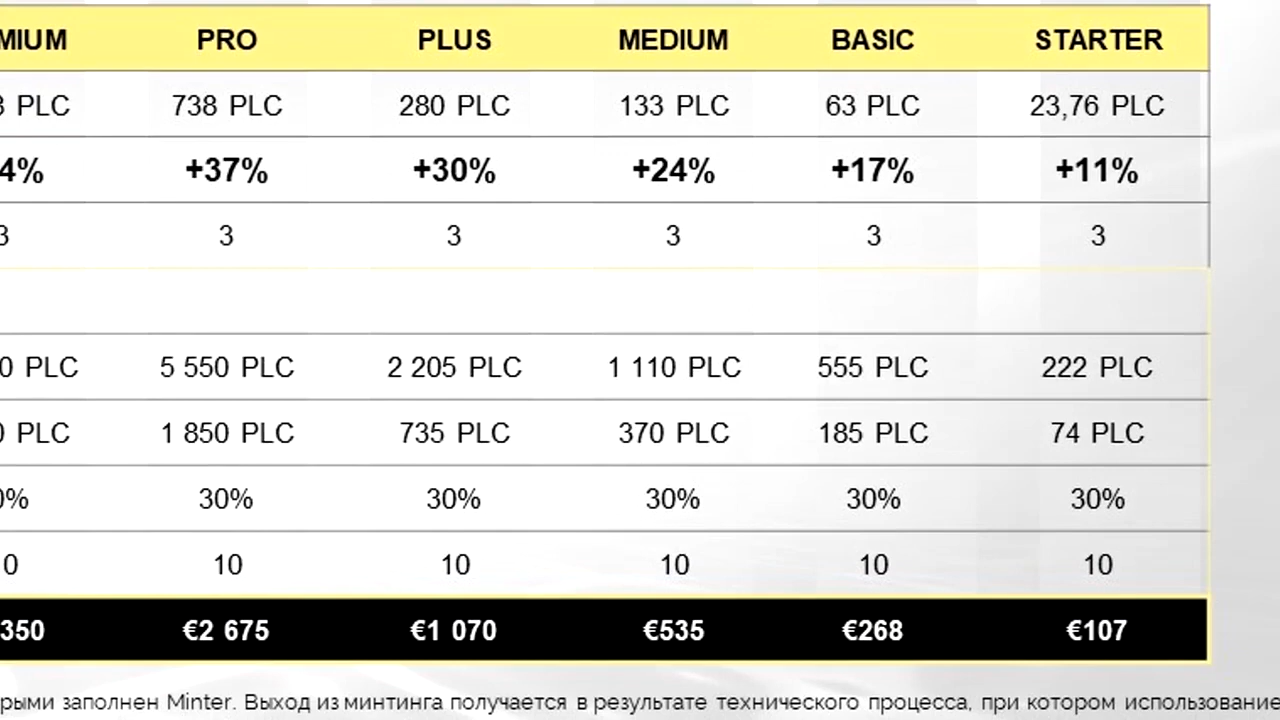 MIUM PRO PLUS MEDIUM BASIC STARTER
3 PLC 738 PLC 280 PLC 133 PLC 63 PLC 23,76 PLC
4% +37% +30% +24% +17% +11%
3 3 3 3 3 3
0 PLC 5 550 PLC 2 205 PLC 1 110 PLC 555 PLC 222 PLC
0 PLC 1 850 PLC 735 PLC 370 PLC 185 PLC 74 PLC
0% 30% 30% 30% 30% 30%
0 10 10 10 10 10
350 €2 675 €1 070 €535 €268 €107
рыми заполнен Minter. Выход из минтинга получается в результате технического процесса, при котором использование